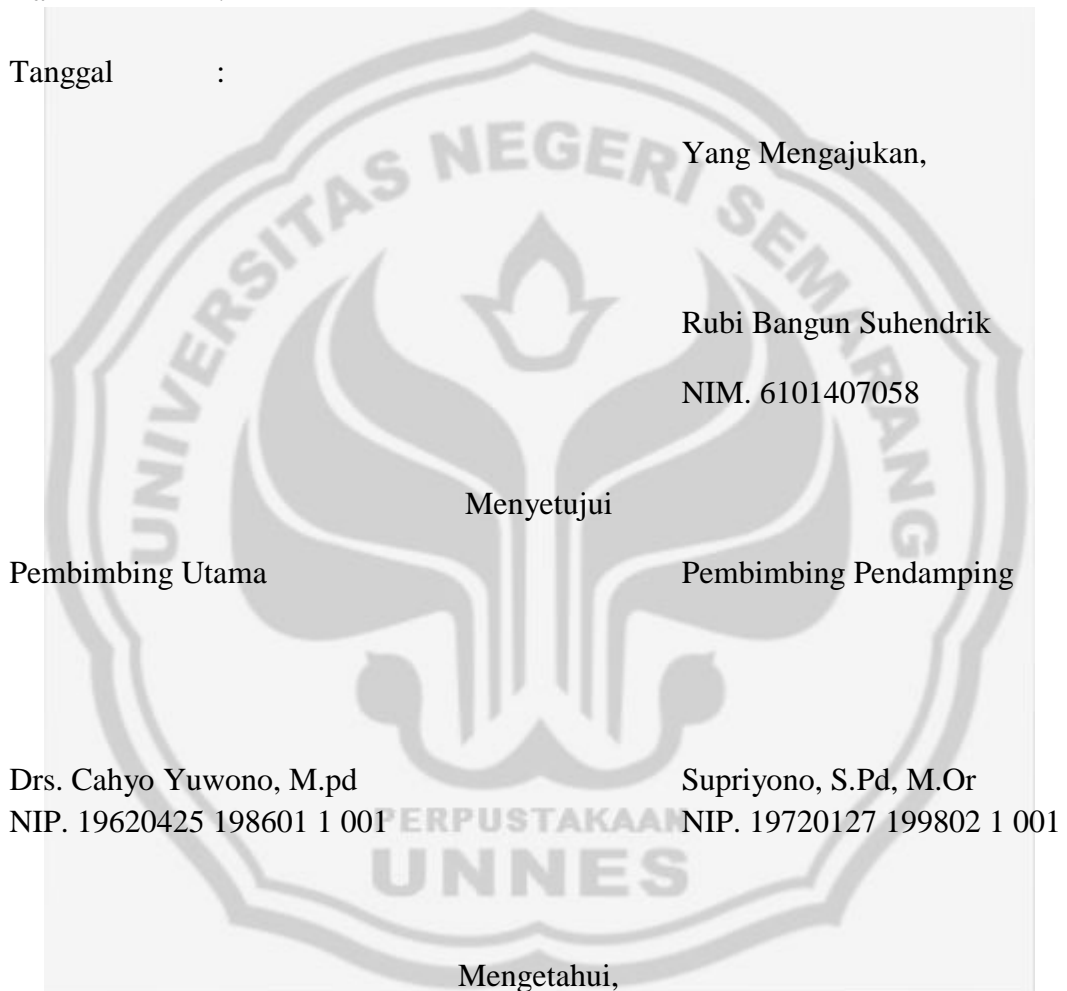 Tanggal :
Yang Mengajukan,
Rubi Bangun Suhendrik
NIM. 6101407058
Menyetujui
Pembimbing Utama Pembimbing Pendamping
Drs. Cahyo Yuwono, M.pd Supriyono, S.Pd, M.Or
NIP. 19620425 198601 1 001 NIP. 19720127 199802 1 001
Mengetahui,
UNIVERSITAS NEGERI SEMARANG
PERPUSTAKAAN
UNNES